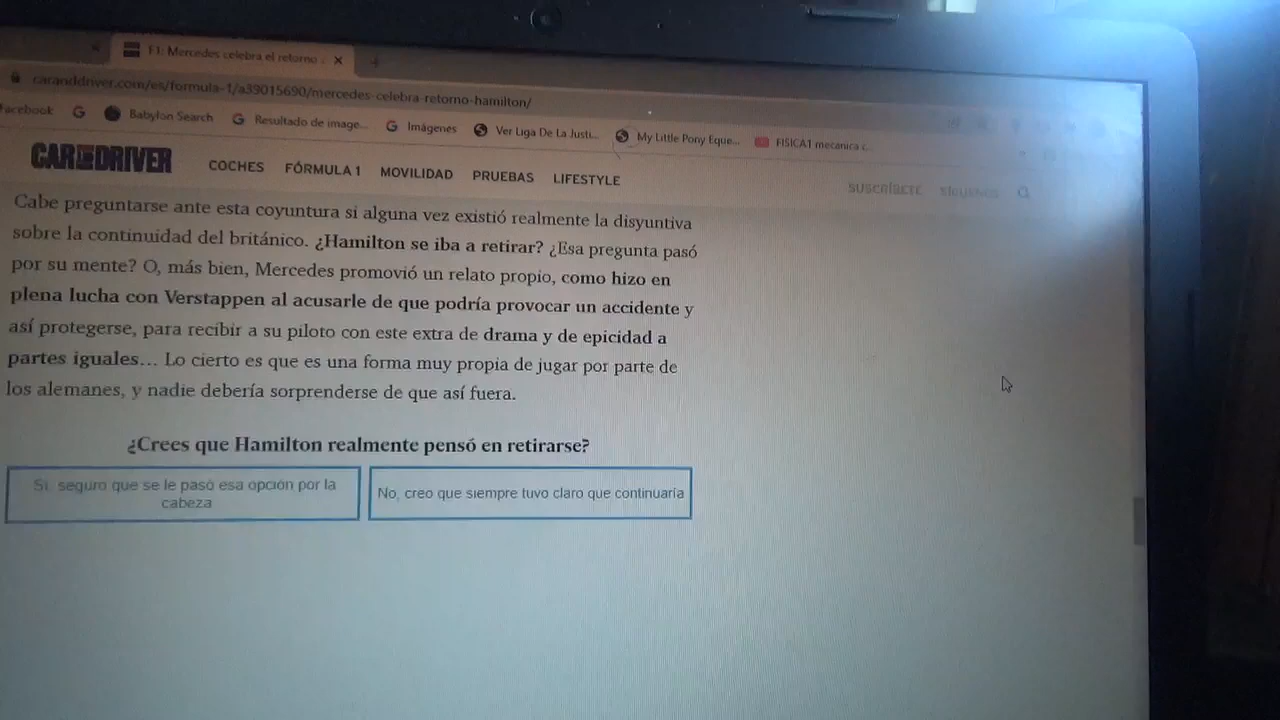 F1: Mercedes celebra el retorno
caranddriver.com/es/formula-1/a39015690/mercedes-celebra-retorno-hamilton/
Facebook Babylon Search Resultado de image... Imágenes Ver Liga De La Justi... My Little Pony Eque... FISICA1 mecanica c...
CAR AND DRIVER COCHES FÓRMULA 1 MOVILIDAD PRUEBAS LIFESTYLE SUSCRÍBETE SÍGUENOS
Cabe preguntarse ante esta coyuntura si alguna vez existió realmente la disyuntiva
sobre la continuidad del británico. ¿Hamilton se iba a retirar? ¿Esa pregunta pasó
por su mente? O, más bien, Mercedes promovió un relato propio, como hizo en
plena lucha con Verstappen al acusarle de que podría provocar un accidente y
así protegerse, para recibir a su piloto con este extra de drama y de epicidad a
partes iguales... Lo cierto es que es una forma muy propia de jugar por parte de
los alemanes, y nadie debería sorprenderse de que así fuera.
¿Crees que Hamilton realmente pensó en retirarse?
Sí, seguro que se le pasó esa opción por la
cabeza
No, creo que siempre tuvo claro que continuaría